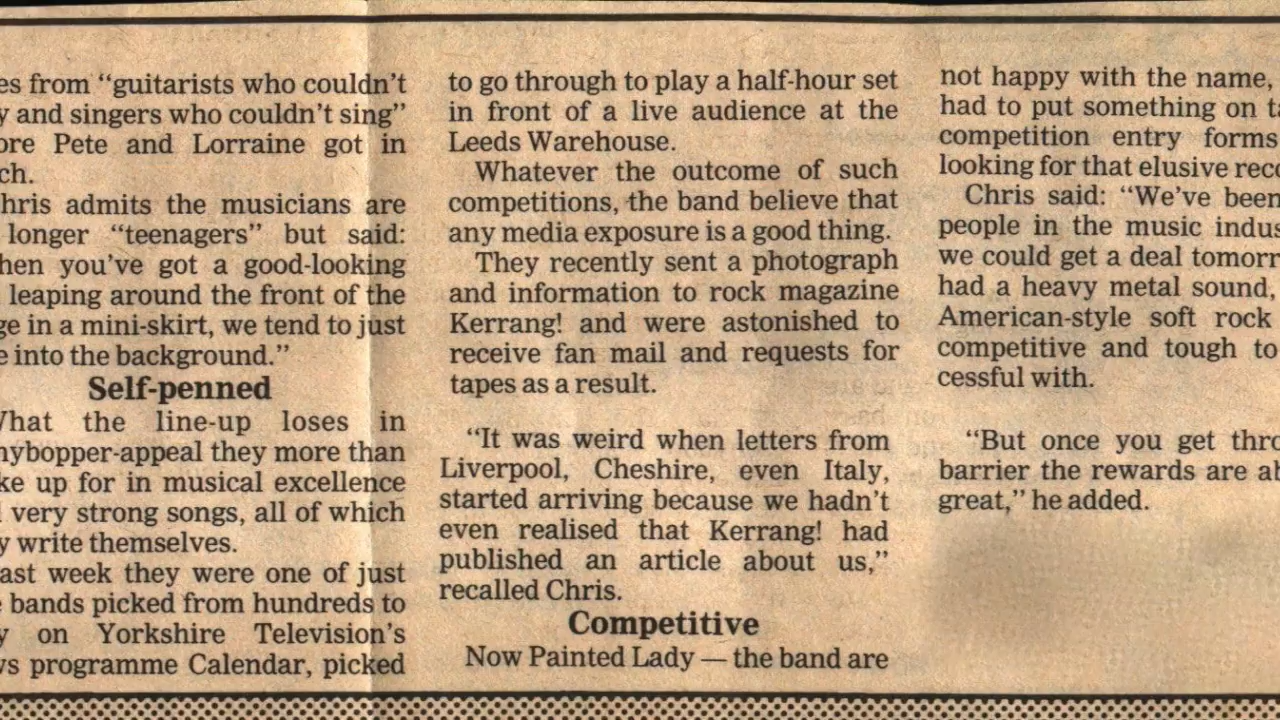 es from “guitarists who couldn’t
y and singers who couldn’t sing”
ore Pete and Lorraine got in
ch.
hris admits the musicians are
longer “teenagers” but said:
hen you’ve got a good-looking
leaping around the front of the
ge in a mini-skirt, we tend to just
e into the background.”
Self-penned
What the line-up loses in
nybopper-appeal they more than
ke up for in musical excellence
very strong songs, all of which
y write themselves.
ast week they were one of just
e bands picked from hundreds to
y on Yorkshire Television’s
ws programme Calendar, picked
to go through to play a half-hour set
in front of a live audience at the
Leeds Warehouse.
Whatever the outcome of such
competitions, the band believe that
any media exposure is a good thing.
They recently sent a photograph
and information to rock magazine
Kerrang! and were astonished to
receive fan mail and requests for
tapes as a result.
“It was weird when letters from
Liverpool, Cheshire, even Italy,
started arriving because we hadn’t
even realised that Kerrang! had
published an article about us,”
recalled Chris.
Competitive
Now Painted Lady — the band are
not happy with the name,
had to put something on ta
competition entry forms
looking for that elusive reco
Chris said: “We’ve been
people in the music indus
we could get a deal tomorr
had a heavy metal sound,
American-style soft rock
competitive and tough to
cessful with.
“But once you get thro
barrier the rewards are ab
great,” he added.